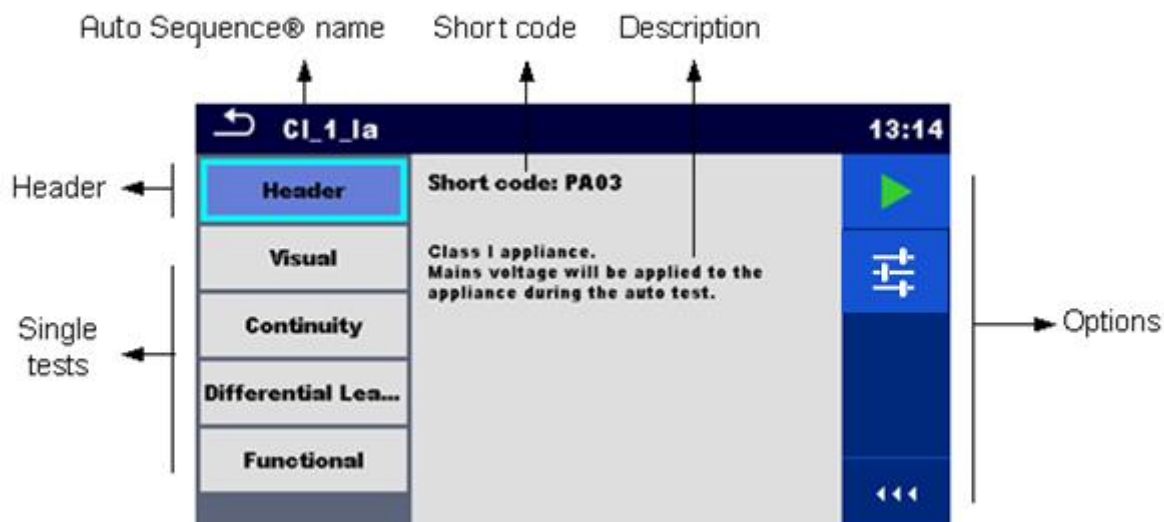 Auto Sequence® name
Short code
Description
Cl_1_Ia
13:14
Header
Header
Short code: PA03
Visual
Class I appliance.
Mains voltage will be applied to the
appliance during the auto test.
Single
tests
Continuity
Differential Lea...
Functional
Options